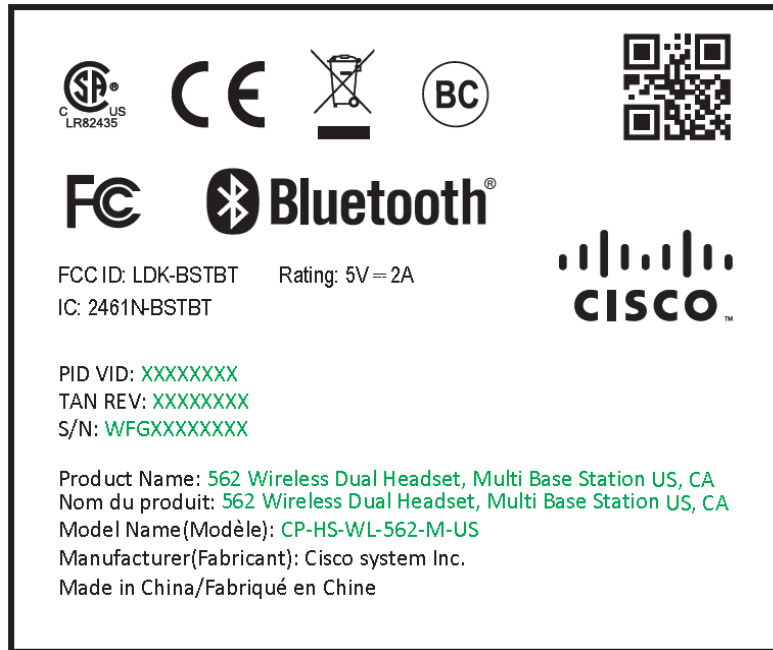 C SA ® US
LR82435
CE
BC
FC
Bluetooth®
FCC ID: LDK-BSTBT Rating: 5V⎓2A
IC: 2461N-BSTBT
CISCO™
PID VID: XXXXXXXX
TAN REV: XXXXXXXX
S/N: WFGXXXXXXXX
Product Name: 562 Wireless Dual Headset, Multi Base Station US, CA
Nom du produit: 562 Wireless Dual Headset, Multi Base Station US, CA
Model Name(Modèle): CP-HS-WL-562-M-US
Manufacturer(Fabricant): Cisco system Inc.
Made in China/Fabriqué en Chine